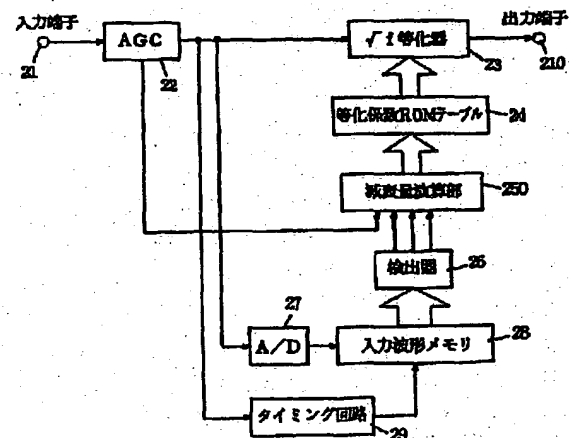 入力端子
21
AGC
22
√f 等化器
23
出力端子
210
等化係数ROMテーブル
24
減衰量演算部
250
検出器
26
27
A/D
入力波形メモリ
28
タイミング回路
29